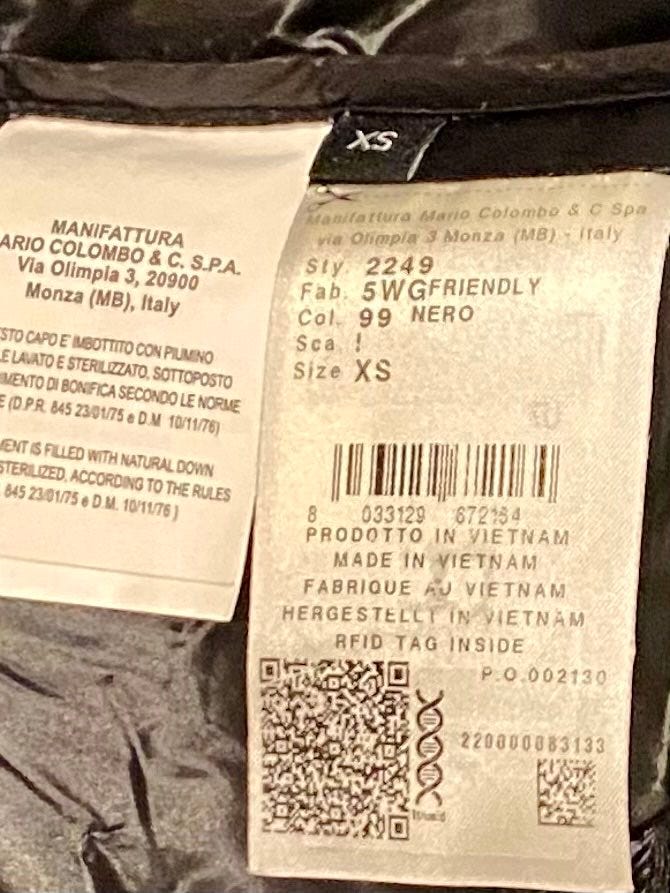 XS
MANIFATTURA
ARIO COLOMBO & C. S.P.A.
Via Olimpia 3, 20900
Monza (MB), Italy
STO CAPO E' IMBOTTITO CON PIUMINO
E LAVATO E STERILIZZATO, SOTTOPOSTO
IMENTO DI BONIFICA SECONDO LE NORME
E (D.P.R. 845 23/01/75 e D.M. 10/11/76)
MENT IS FILLED WITH NATURAL DOWN
STERILIZED, ACCORDING TO THE RULES
845 23/01/75 e D.M. 10/11/76 )
Manifattura Mario Colombo & C Spa
via Olimpia 3 Monza (MB) - Italy
Sty. 2249
Fab. 5WGFRIENDLY
Col. 99 NERO
Sca. !
Size XS
8 033129 672164
PRODOTTO IN VIETNAM
MADE IN VIETNAM
FABRIQUE AU VIETNAM
HERGESTELLT IN VIETNAM
RFID TAG INSIDE
P.O.002130
220000083133